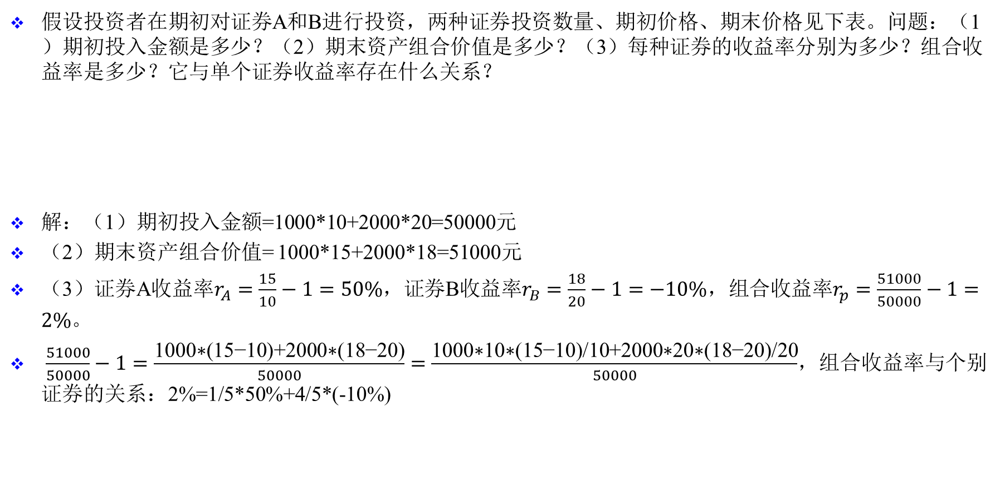 ❖ 假设投资者在期初对证券A和B进行投资，两种证券投资数量、期初价格、期末价格见下表。问题：（1
）期初投入金额是多少？（2）期末资产组合价值是多少？（3）每种证券的收益率分别为多少？组合收
益率是多少？它与单个证券收益率存在什么关系？
❖ 解：（1）期初投入金额=1000*10+2000*20=50000元
❖ （2）期末资产组合价值= 1000*15+2000*18=51000元
❖ （3）证券A收益率$r_A = \frac{15}{10} - 1 = 50\%$，证券B收益率$r_B = \frac{18}{20} - 1 = -10\%$，组合收益率$r_p = \frac{51000}{50000} - 1 =$
2%。
❖ $\frac{51000}{50000} - 1 = \frac{1000*(15-10)+2000*(18-20)}{50000} = \frac{1000*10*(15-10)/10+2000*20*(18-20)/20}{50000}$，组合收益率与个别
证券的关系：2%=1/5*50%+4/5*(-10%)